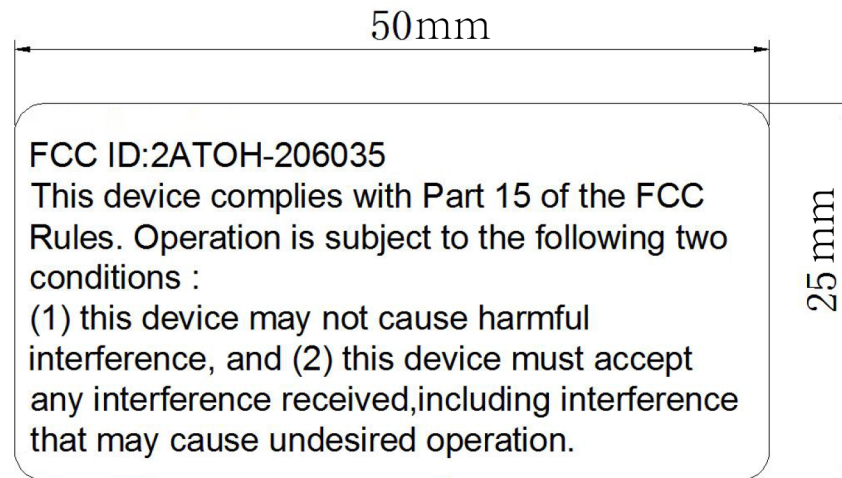 50mm
FCC ID:2ATOH-206035
This device complies with Part 15 of the FCC
Rules. Operation is subject to the following two
conditions :
(1) this device may not cause harmful
interference, and (2) this device must accept
any interference received,including interference
that may cause undesired operation.
25mm